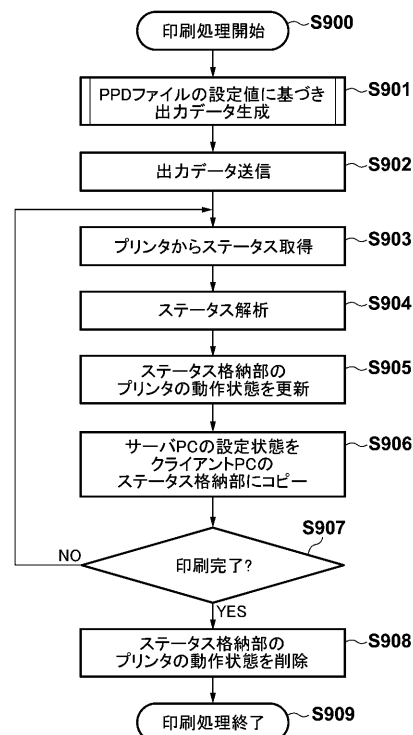 印刷処理開始
S900
PPDファイルの設定値に基づき
出力データ生成
S901
出力データ送信
S902
プリンタからステータス取得
S903
ステータス解析
S904
ステータス格納部の
プリンタの動作状態を更新
S905
サーバPCの設定状態を
クライアントPCの
ステータス格納部にコピー
S906
印刷完了?
S907
NO
YES
ステータス格納部の
プリンタの動作状態を削除
S908
印刷処理終了
S909